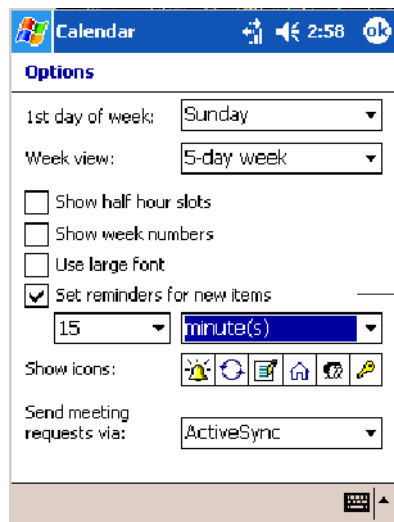 Calendar 2:58 ok
Options
1st day of week: Sunday
Week view: 5-day week
Show half hour slots
Show week numbers
Use large font
Set reminders for new items
15 minute(s)
Show icons:
Send meeting
requests via: ActiveSync